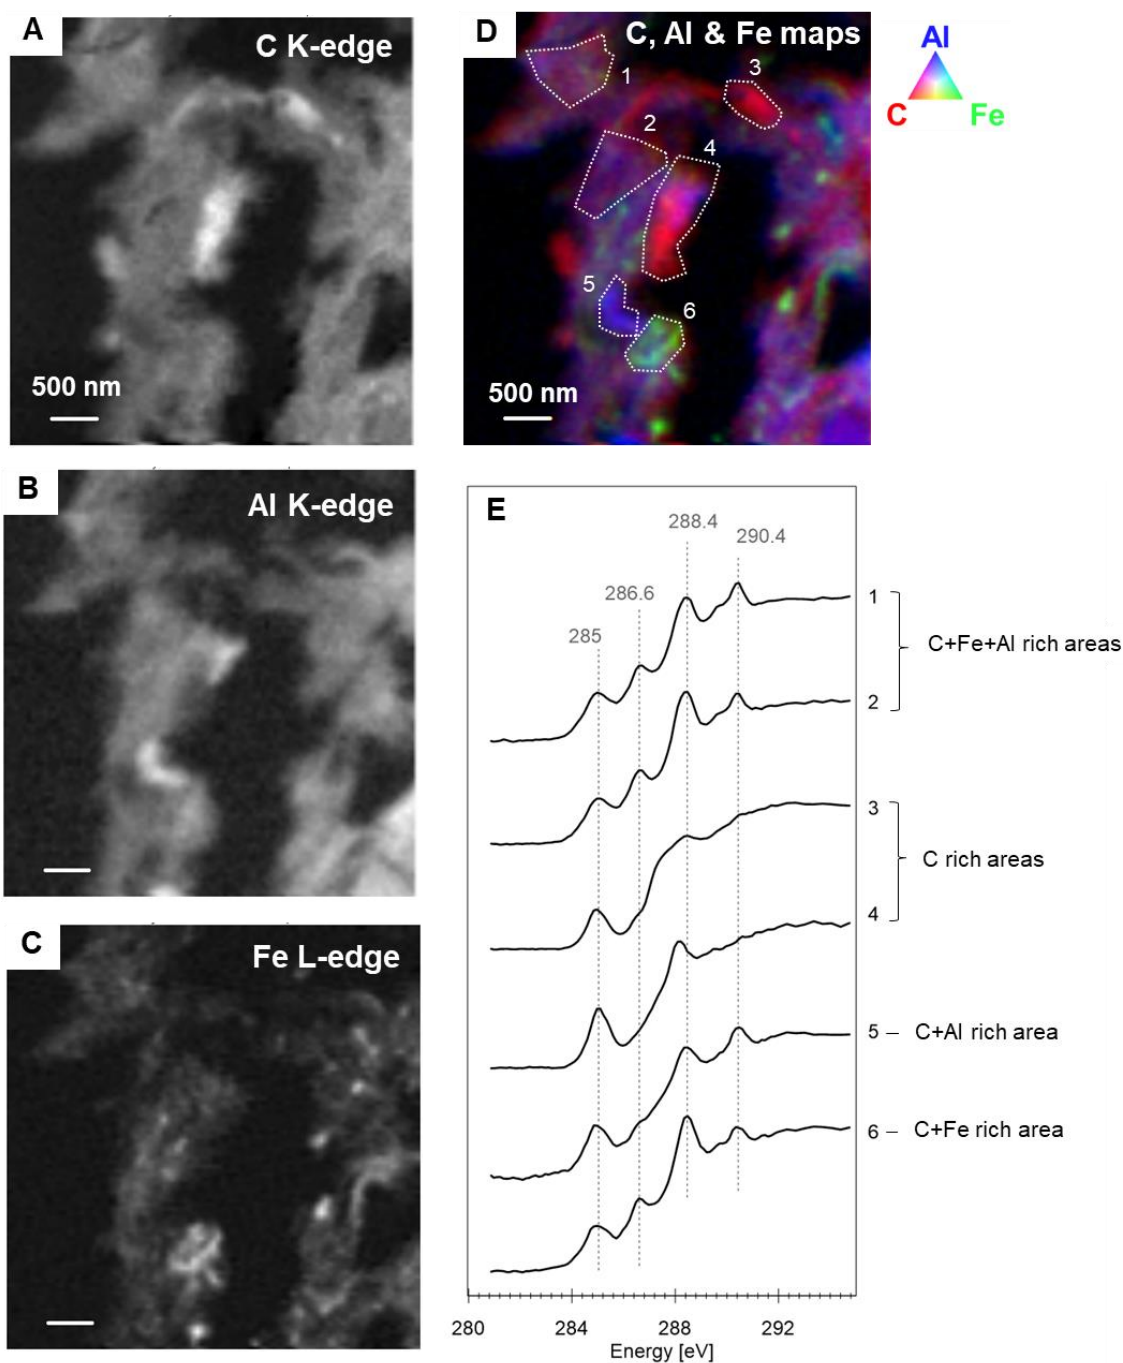 A
C K-edge
500 nm
B
Al K-edge
C
Fe L-edge
D
C, Al & Fe maps
1
2
3
4
5
6
500 nm
Al
C
Fe
E
285
286.6
288.4
290.4
1
2
C+Fe+Al rich areas
3
4
C rich areas
5 – C+Al rich area
6 – C+Fe rich area
280
284
288
292
Energy [eV]